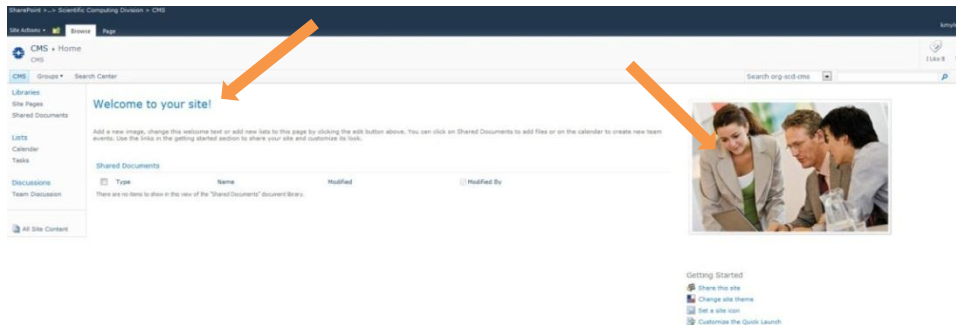 SharePoint > ... > Scientific Computing Division > CMS
Site Actions Browse Page
CMS › Home
I Like It
CMS
CMS Groups Search Center
Search org-scd-cms
Libraries
Site Pages
Shared Documents
Lists
Calender
Tasks
Discussions
Team Discussion
All Site Content
Welcome to your site!
Add a new image, change this welcome text or add new lists to this page by clicking the edit button above. You can click on Shared Documents to add files or on the calender to create new team
events. Use the links in the getting started section to share your site and customize its look.
Shared Documents
Type Name Modified Modified By
There are no items to show in this view of the "Shared Documents" document library.
Getting Started
Share this site
Change site theme
Set a site icon
Customize the Quick Launch